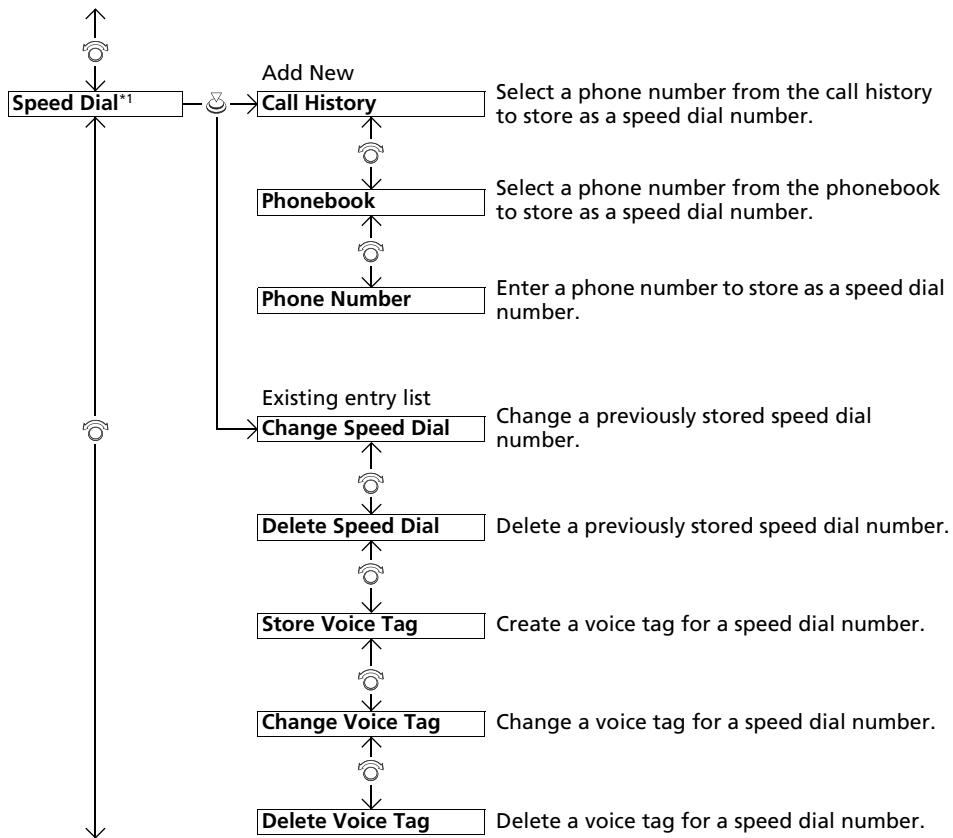 Speed Dial*1
Add New
Call History
Select a phone number from the call history
to store as a speed dial number.
Phonebook
Select a phone number from the phonebook
to store as a speed dial number.
Phone Number
Enter a phone number to store as a speed dial
number.
Existing entry list
Change Speed Dial
Change a previously stored speed dial
number.
Delete Speed Dial
Delete a previously stored speed dial number.
Store Voice Tag
Create a voice tag for a speed dial number.
Change Voice Tag
Change a voice tag for a speed dial number.
Delete Voice Tag
Delete a voice tag for a speed dial number.